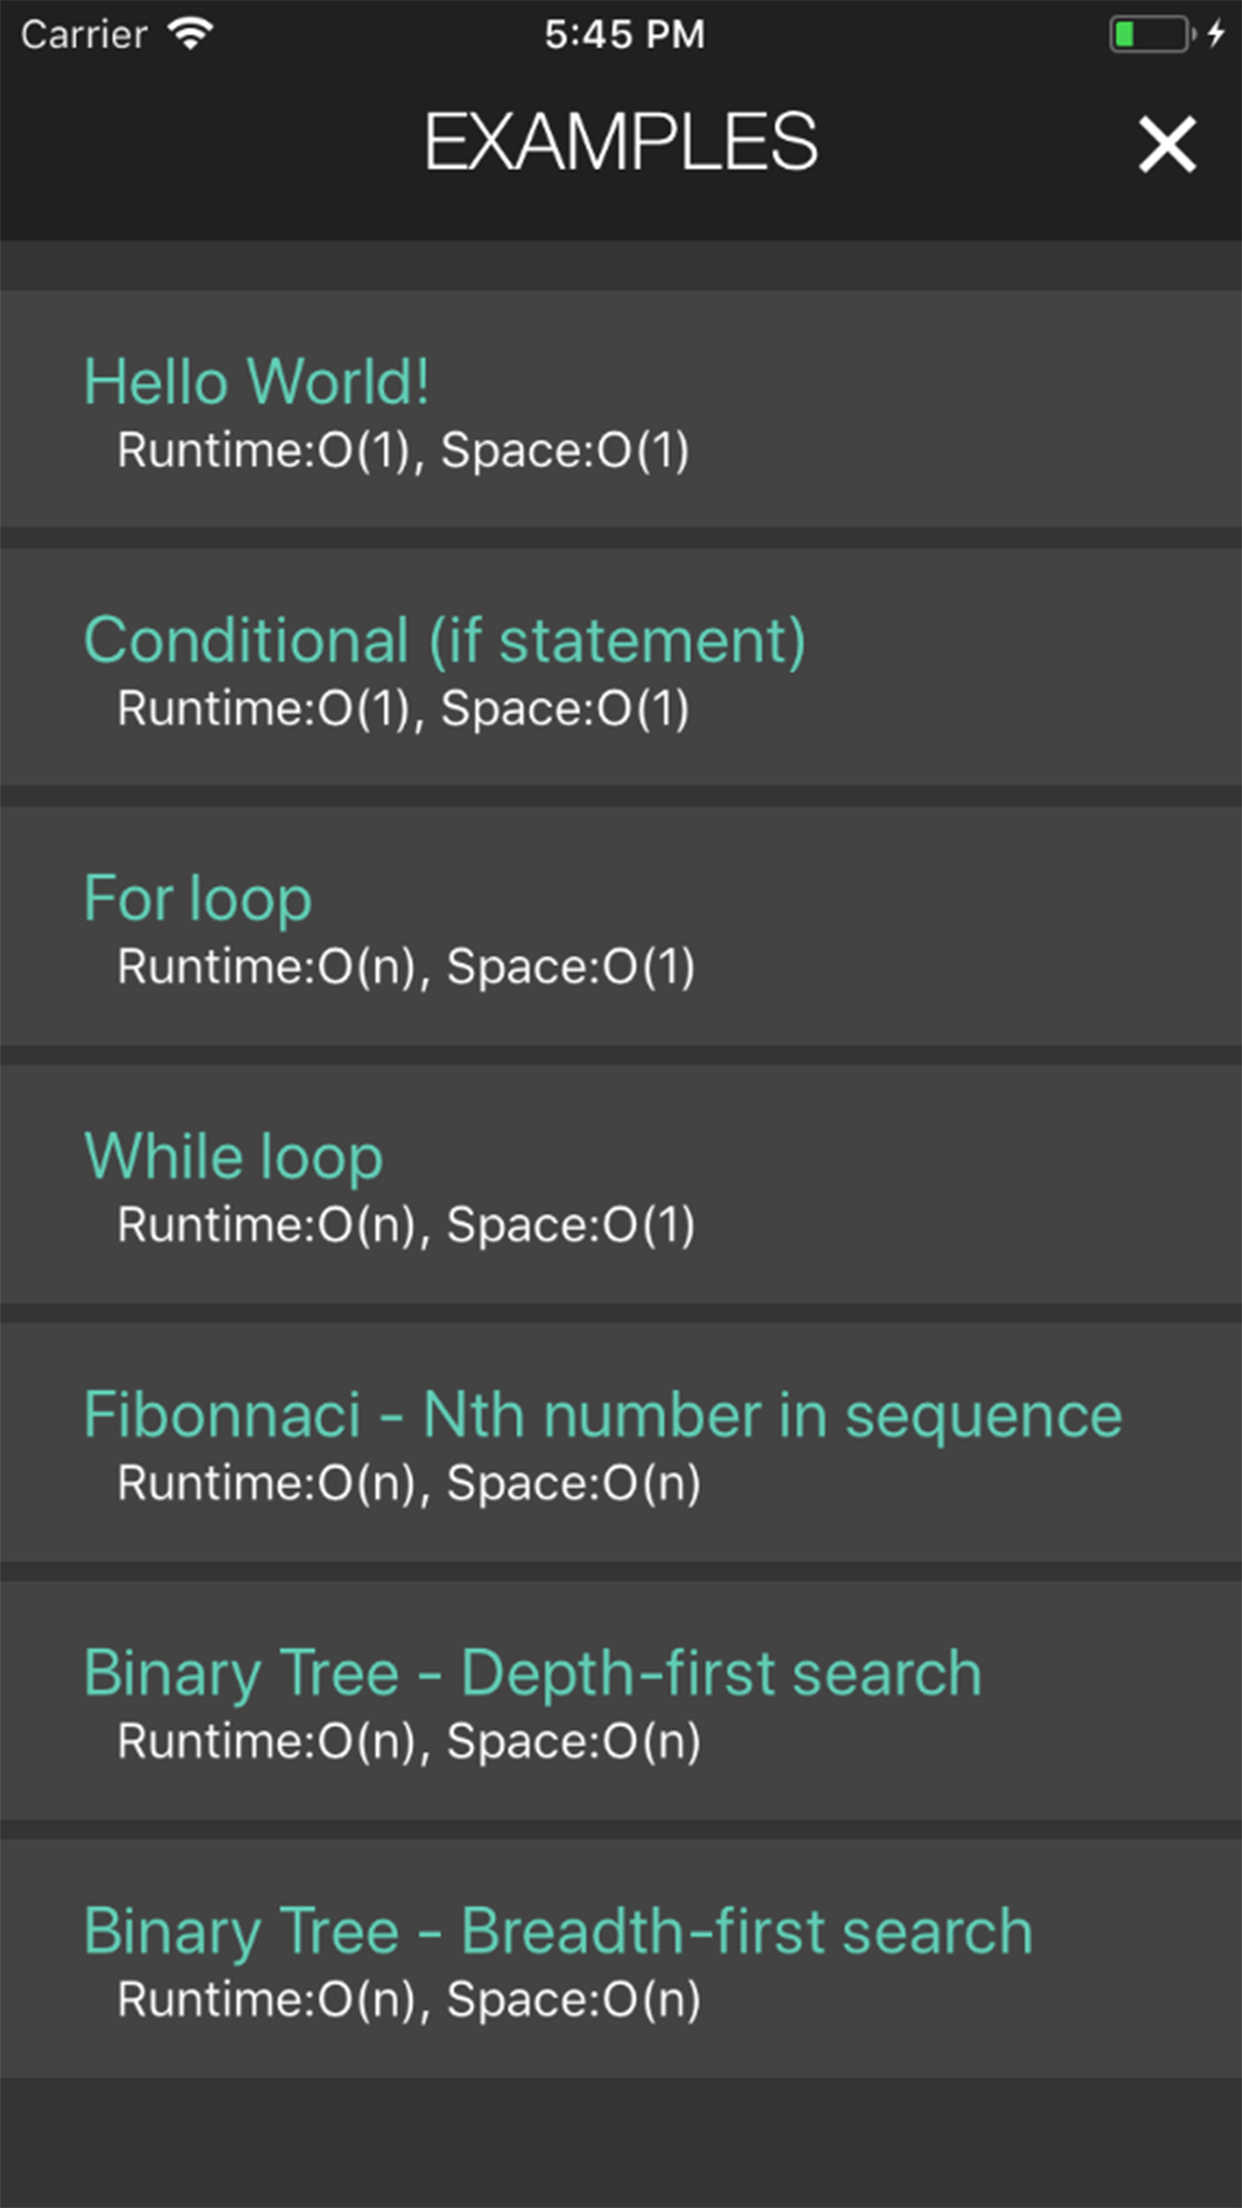 Carrier 5:45 PM
EXAMPLES
Hello World!
Runtime:O(1), Space:O(1)
Conditional (if statement)
Runtime:O(1), Space:O(1)
For loop
Runtime:O(n), Space:O(1)
While loop
Runtime:O(n), Space:O(1)
Fibonnaci - Nth number in sequence
Runtime:O(n), Space:O(n)
Binary Tree - Depth-first search
Runtime:O(n), Space:O(n)
Binary Tree - Breadth-first search
Runtime:O(n), Space:O(n)